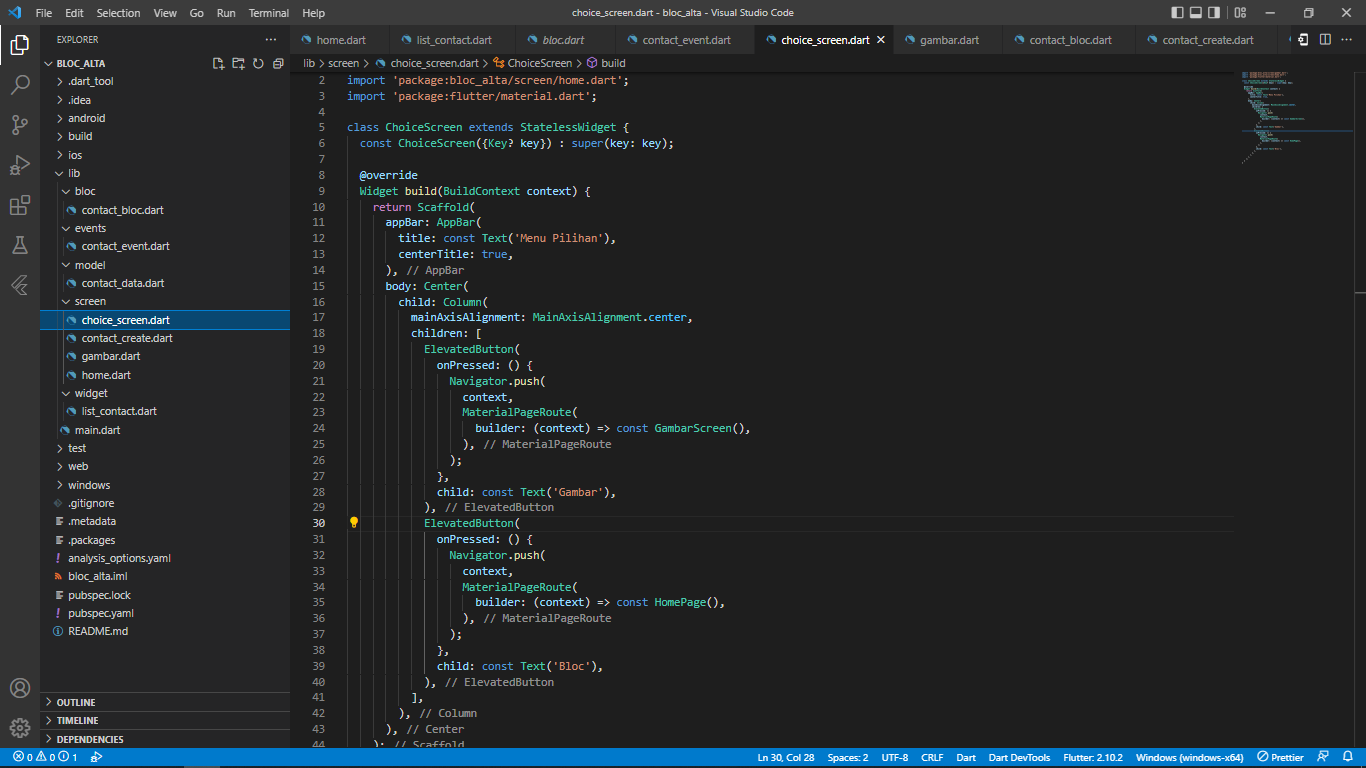 File Edit Selection View Go Run Terminal Help
choice_screen.dart - bloc_alta - Visual Studio Code
EXPLORER
BLOC_ALTA
.dart_tool
.idea
android
build
ios
lib
bloc
contact_bloc.dart
events
contact_event.dart
model
contact_data.dart
screen
choice_screen.dart
contact_create.dart
gambar.dart
home.dart
widget
list_contact.dart
main.dart
test
web
windows
.gitignore
.metadata
.packages
analysis_options.yaml
bloc_alta.iml
pubspec.lock
pubspec.yaml
README.md
OUTLINE
TIMELINE
DEPENDENCIES
home.dart list_contact.dart bloc.dart contact_event.dart choice_screen.dart gambar.dart contact_bloc.dart contact_create.dart
lib > screen > choice_screen.dart > ChoiceScreen > build
2 import 'package:bloc_alta/screen/home.dart';
3 import 'package:flutter/material.dart';
4
5 class ChoiceScreen extends StatelessWidget {
6 const ChoiceScreen({Key? key}) : super(key: key);
7
8 @override
9 Widget build(BuildContext context) {
10 return Scaffold(
11 appBar: AppBar(
12 title: const Text('Menu Pilihan'),
13 centerTitle: true,
14 ), // AppBar
15 body: Center(
16 child: Column(
17 mainAxisAlignment: MainAxisAlignment.center,
18 children: [
19 ElevatedButton(
20 onPressed: () {
21 Navigator.push(
22 context,
23 MaterialPageRoute(
24 builder: (context) => const GambarScreen(),
25 ), // MaterialPageRoute
26 );
27 },
28 child: const Text('Gambar'),
29 ), // ElevatedButton
30 ElevatedButton(
31 onPressed: () {
32 Navigator.push(
33 context,
34 MaterialPageRoute(
35 builder: (context) => const HomePage(),
36 ), // MaterialPageRoute
37 );
38 },
39 child: const Text('Bloc'),
40 ), // ElevatedButton
41 ],
42 ), // Column
43 ), // Center
44 ); // Scaffold
0 0 1 Ln 30, Col 28 Spaces: 2 UTF-8 CRLF Dart Dart DevTools Flutter: 2.10.2 Windows (windows-x64) Prettier